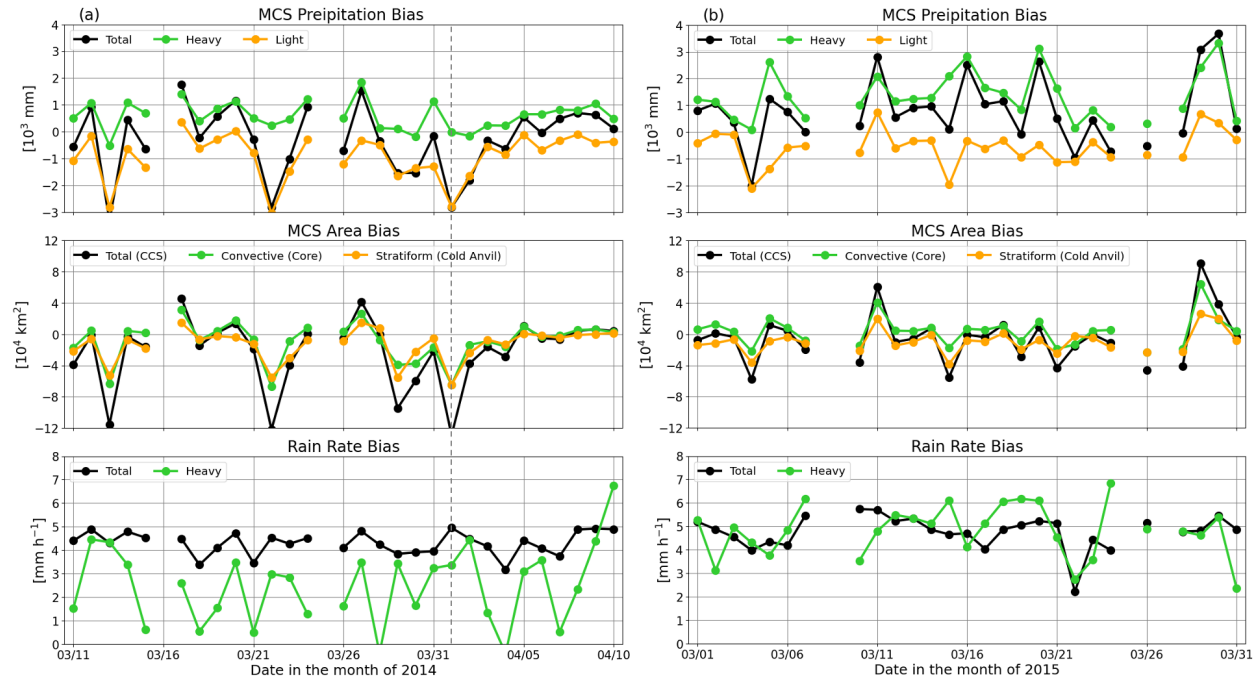 (a)
MCS Preipitation Bias
Total Heavy Light
[10³ mm]
4
3
2
1
0
−1
−2
−3
MCS Area Bias
Total (CCS) Convective (Core) Stratiform (Cold Anvil)
[10⁴ km²]
12
8
4
0
−4
−8
−12
Rain Rate Bias
Total Heavy
[mm h⁻¹]
8
7
6
5
4
3
2
1
0
03/11 03/16 03/21 03/26 03/31 04/05 04/10
Date in the month of 2014
(b)
MCS Preipitation Bias
Total Heavy Light
[10³ mm]
4
3
2
1
0
−1
−2
−3
MCS Area Bias
Total (CCS) Convective (Core) Stratiform (Cold Anvil)
[10⁴ km²]
12
8
4
0
−4
−8
−12
Rain Rate Bias
Total Heavy
[mm h⁻¹]
8
7
6
5
4
3
2
1
0
03/01 03/06 03/11 03/16 03/21 03/26 03/31
Date in the month of 2015